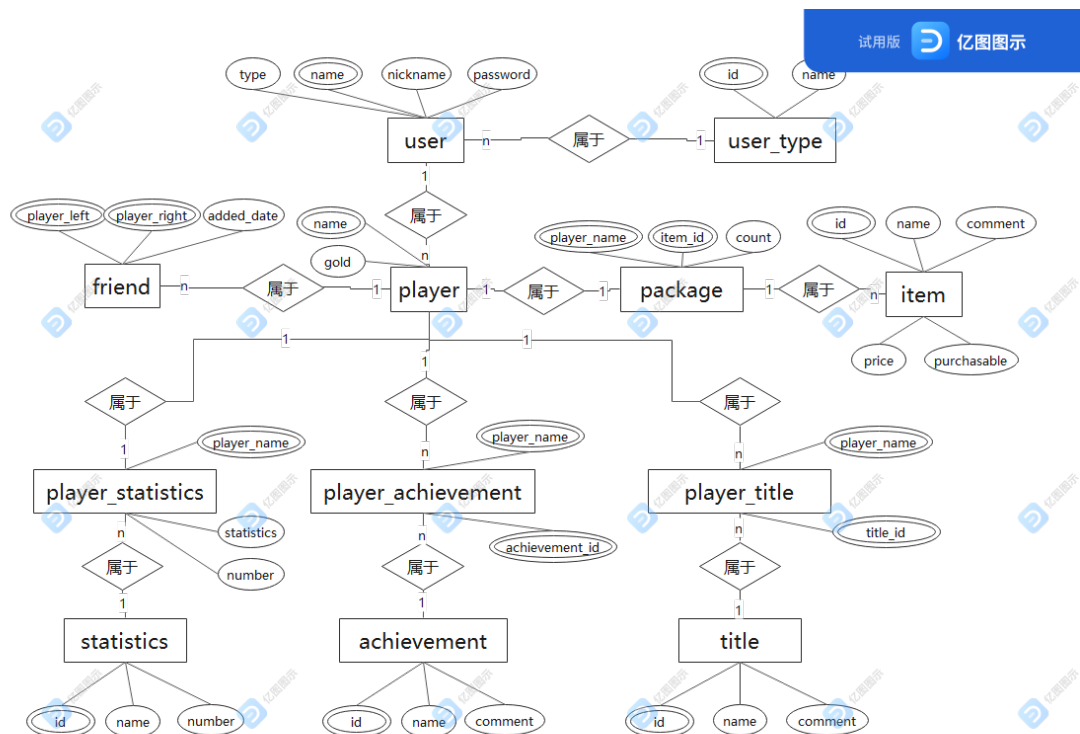 试用版 亿图图示
type name nickname password
id name
user n 属于 1 user_type
1
属于
n
player_left player_right added_date
name
gold
player_name item_id count
id name comment
friend n 属于 1 player 1 属于 1 package 1 属于 n item
price purchasable
1 1 1
属于 属于 属于
1 n n
player_name player_name player_name
player_statistics player_achievement player_title
statistics
number
achievement_id
title_id
n n n
属于 属于 属于
1 1 1
statistics achievement title
id name number id name comment id name comment
亿图图示